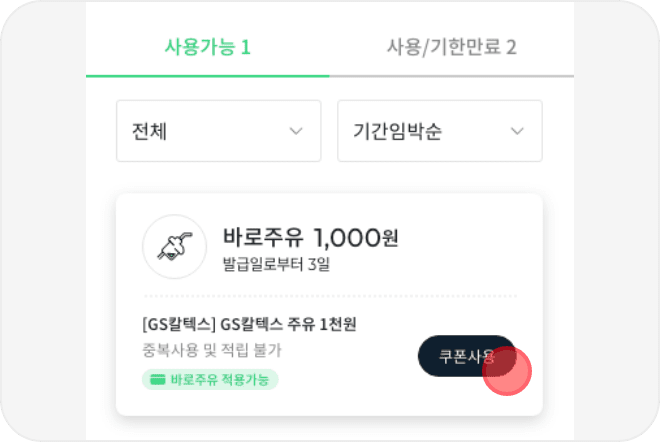 사용가능 1
사용/기한만료 2
전체
기간임박순
바로주유 1,000원
발급일로부터 3일
[GS칼텍스] GS칼텍스 주유 1천원
중복사용 및 적립 불가
쿠폰사용
바로주유 적용가능